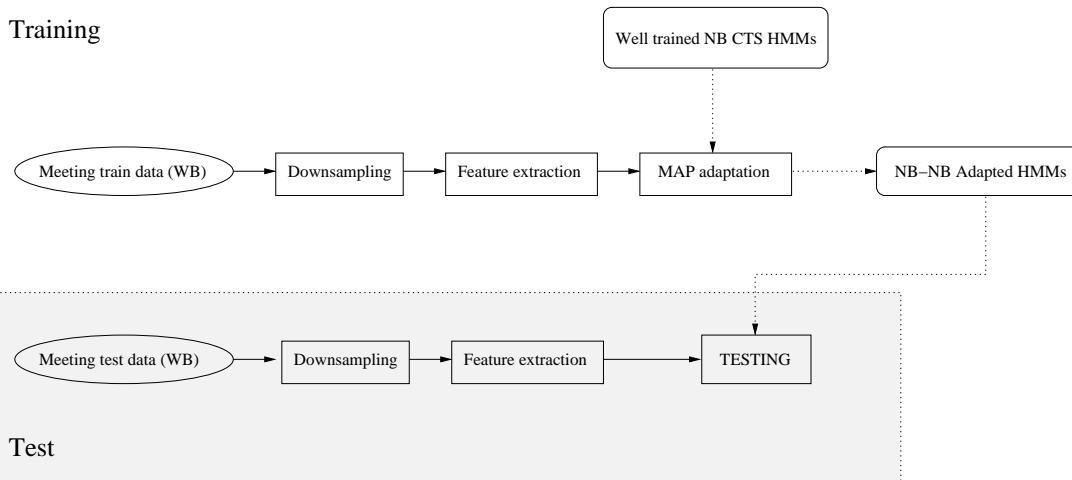 Training
Well trained NB CTS HMMs
Meeting train data (WB)
Downsampling
Feature extraction
MAP adaptation
NB−NB Adapted HMMs
Meeting test data (WB)
Downsampling
Feature extraction
TESTING
Test